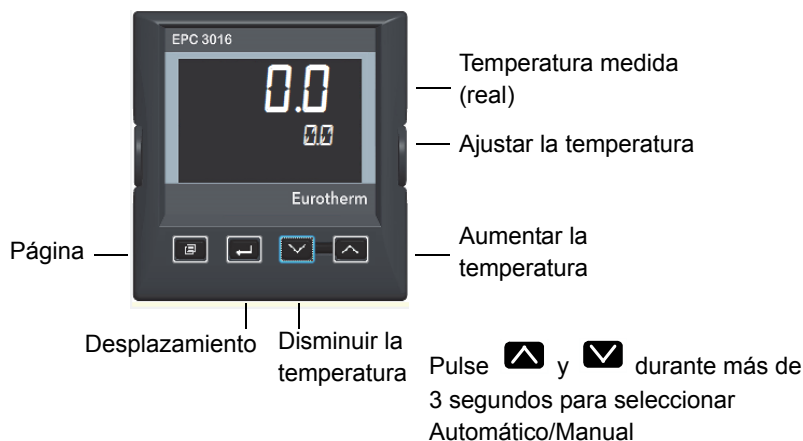 EPC 3016
0.0
0.0
Eurotherm
Temperatura medida
(real)
Ajustar la temperatura
Aumentar la
temperatura
Página
Desplazamiento
Disminuir la
temperatura
Pulse y durante más de
3 segundos para seleccionar
Automático/Manual